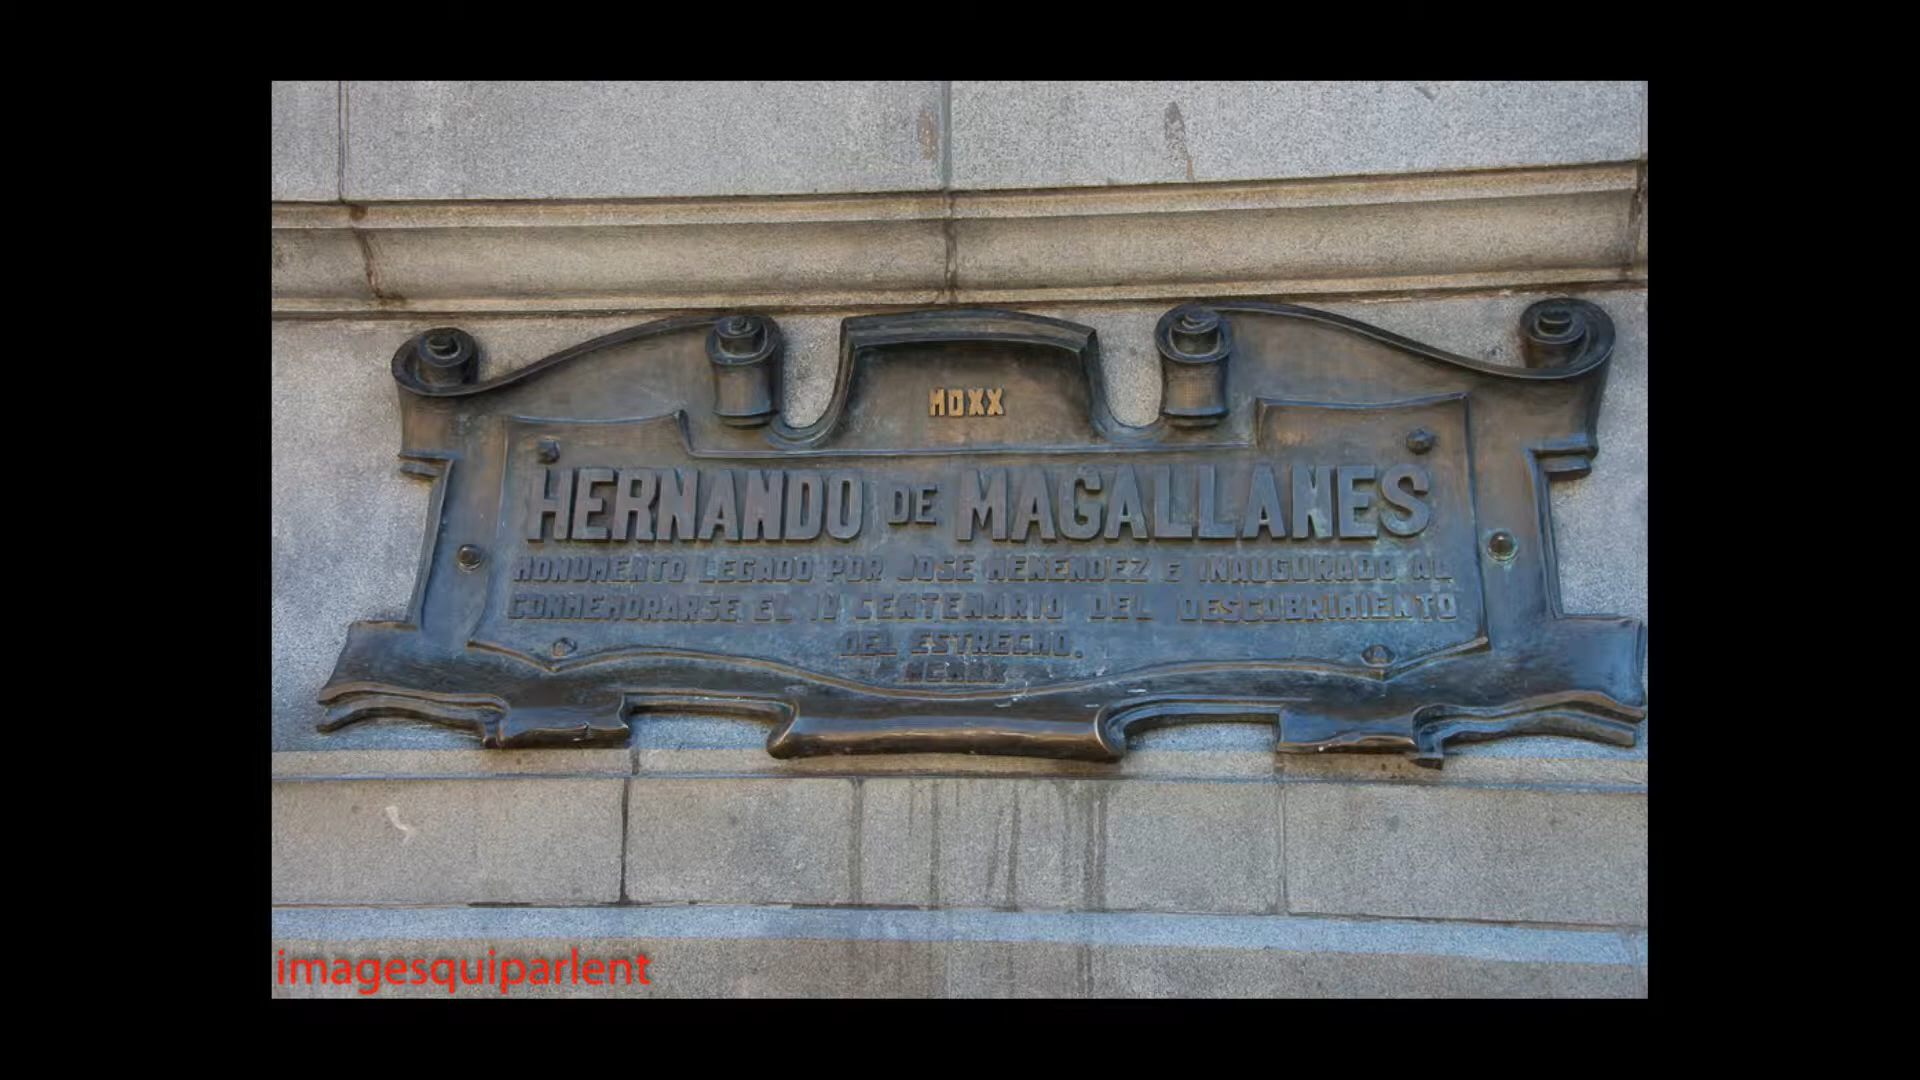 MDXX
HERNANDO DE MAGALLANES
MONUMENTO LEGADO POR JOSE MENENDEZ E INAUGURADO AL
CONMEMORARSE EL IV CENTENARIO DEL DESCUBRIMIENTO
DEL ESTRECHO.
MCMXX
imagesquiparlent